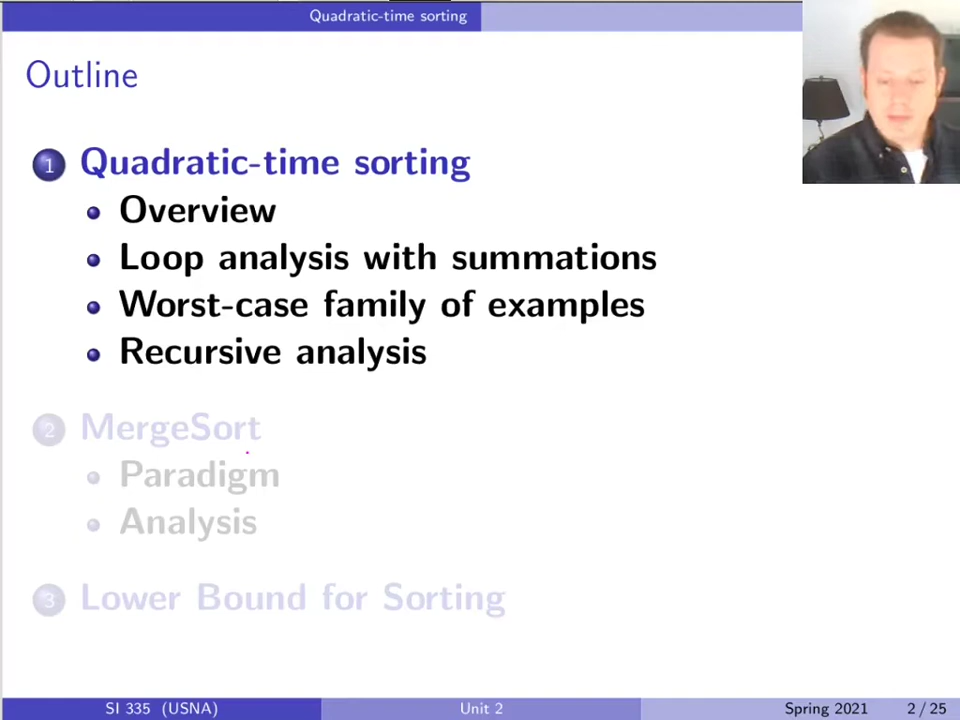 Quadratic-time sorting
Outline
1 Quadratic-time sorting
Overview
Loop analysis with summations
Worst-case family of examples
Recursive analysis
2 MergeSort
Paradigm
Analysis
3 Lower Bound for Sorting
SI 335 (USNA) Unit 2 Spring 2021 2 / 25